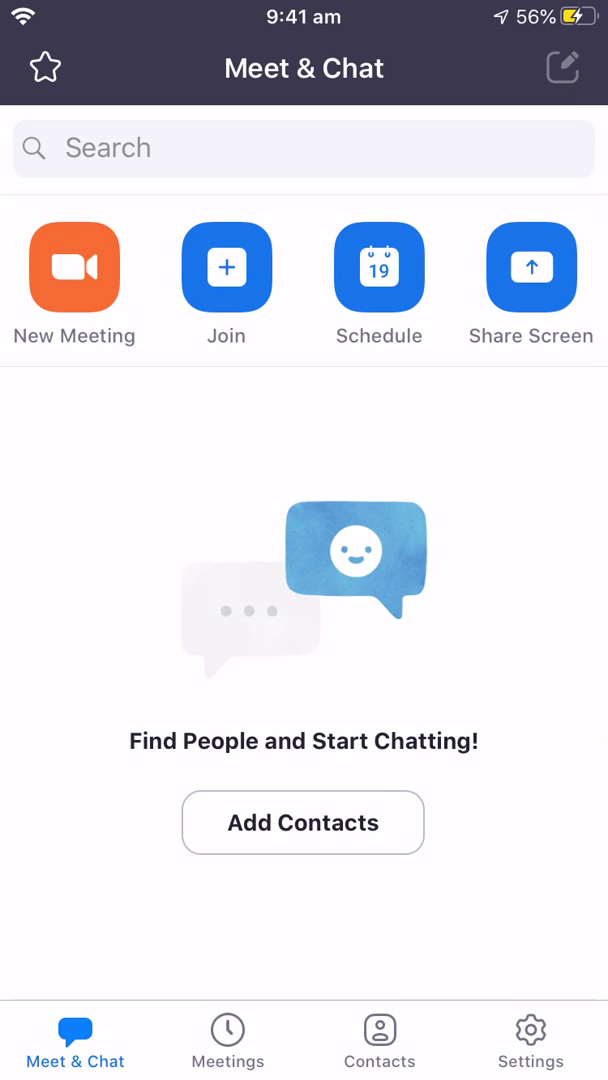 9:41 am
56%
Meet & Chat
Search
19
New Meeting
Join
Schedule
Share Screen
Find People and Start Chatting!
Add Contacts
Meet & Chat
Meetings
Contacts
Settings